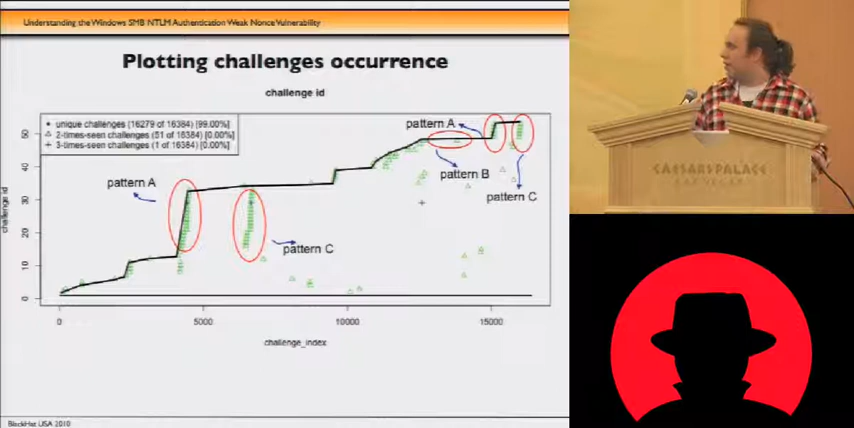 Understanding the Windows SMB NTLM Authentication Weak Nonce Vulnerability
Plotting challenges occurrence
challenge id
unique challenges (16279 of 16384) [99.00%]
2-times-seen challenges (51 of 16384) [0.00%]
3-times-seen challenges (1 of 16384) [0.00%]
pattern A
pattern B
pattern C
pattern A
pattern C
challenge id
50
40
30
20
10
0
0
5000
10000
15000
challenge_index
BlackHat USA 2010
CAESARS PALACE
LAS VEGAS